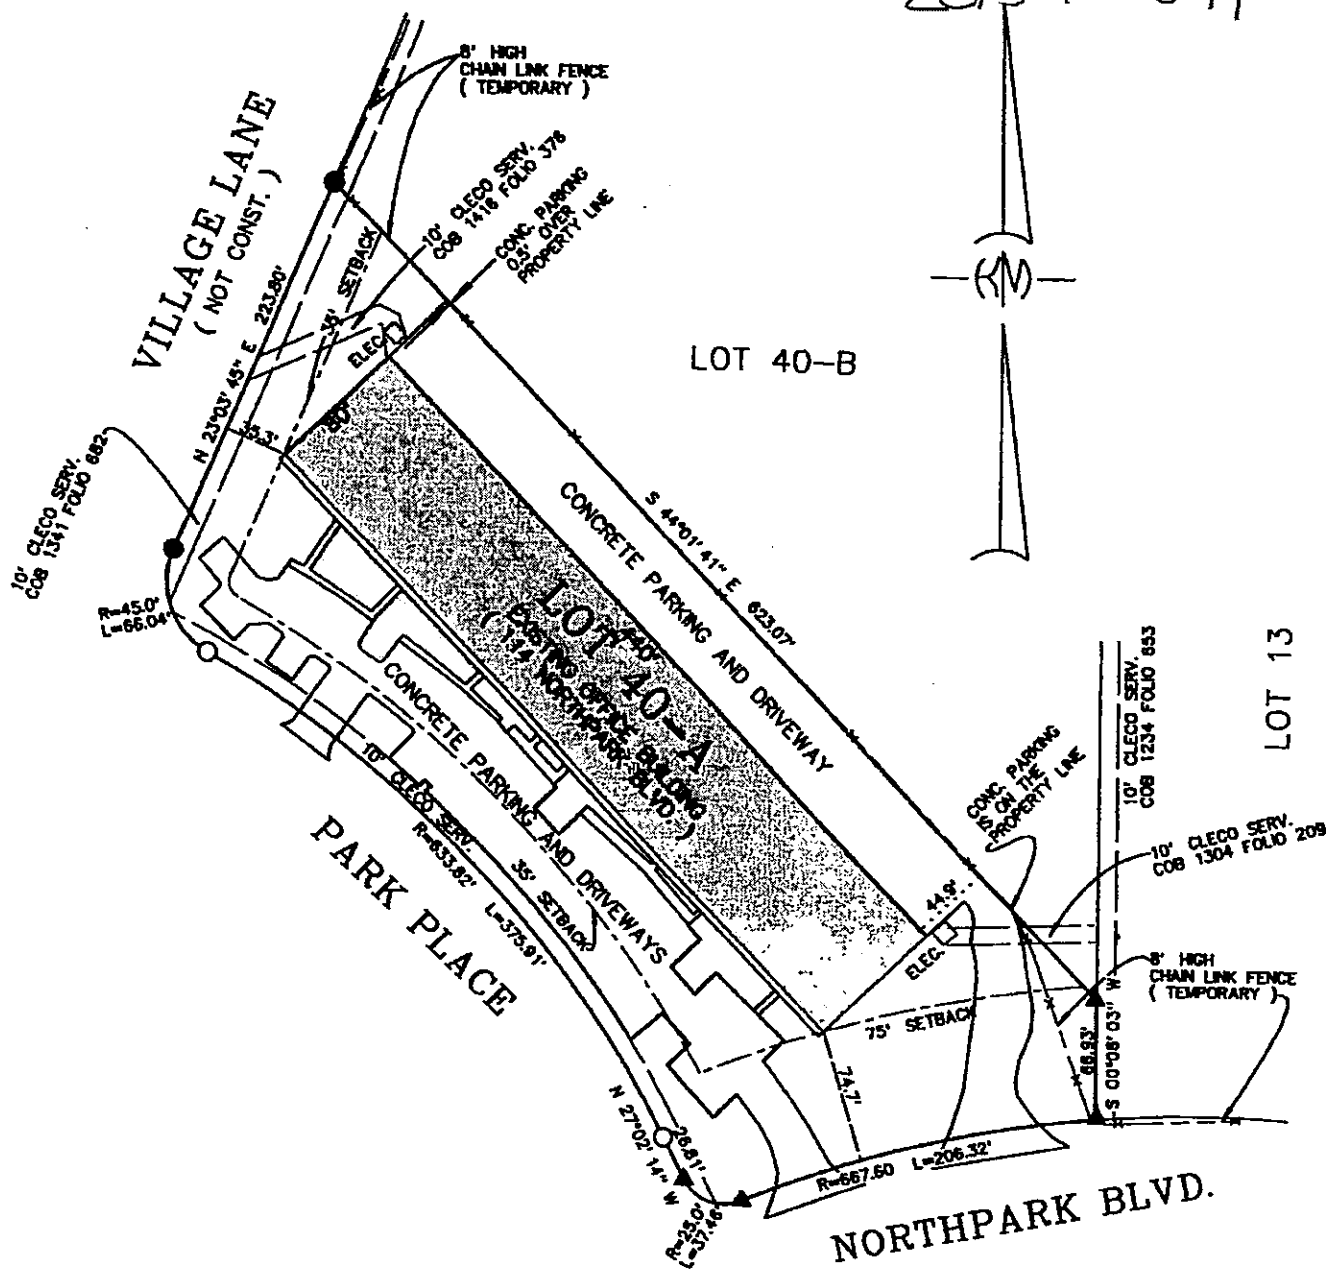 8' HIGH
CHAIN LINK FENCE
( TEMPORARY )
VILLAGE LANE
( NOT CONST. )
10' CLECO SERV.
COB 1416 FOLIO 376
CONC. PARKING
0.5' OVER
PROPERTY LINE
35' SETBACK
N 23°03' 45" E 223.80'
ELEC.
80'
35.3'
LOT 40-B
10' CLECO SERV.
COB 1341 FOLIO 682
R=45.0'
L=66.04'
S 44°01' 41" E 623.07'
CONCRETE PARKING AND DRIVEWAY
LOT 40-A
EXISTING OFFICE BUILDING
NORTHPARK BLVD. )
CONCRETE PARKING AND DRIVEWAYS
10' CLECO SERV.
R=633.82'
L=375.91'
35' SETBACK
PARK PLACE
CONC. PARKING
ON THE
PROPERTY LINE
10' CLECO SERV.
COB 1234 FOLIO 653
LOT 13
10' CLECO SERV.
COB 1304 FOLIO 209
44.9'
ELEC.
8' HIGH
CHAIN LINK FENCE
( TEMPORARY )
75' SETBACK
74.7'
66.93'
S 00°08' 03" W
N 27°02' 14" W
26.81'
R=25.0'
L=37.46'
R=667.60 L=206.32'
NORTHPARK BLVD.